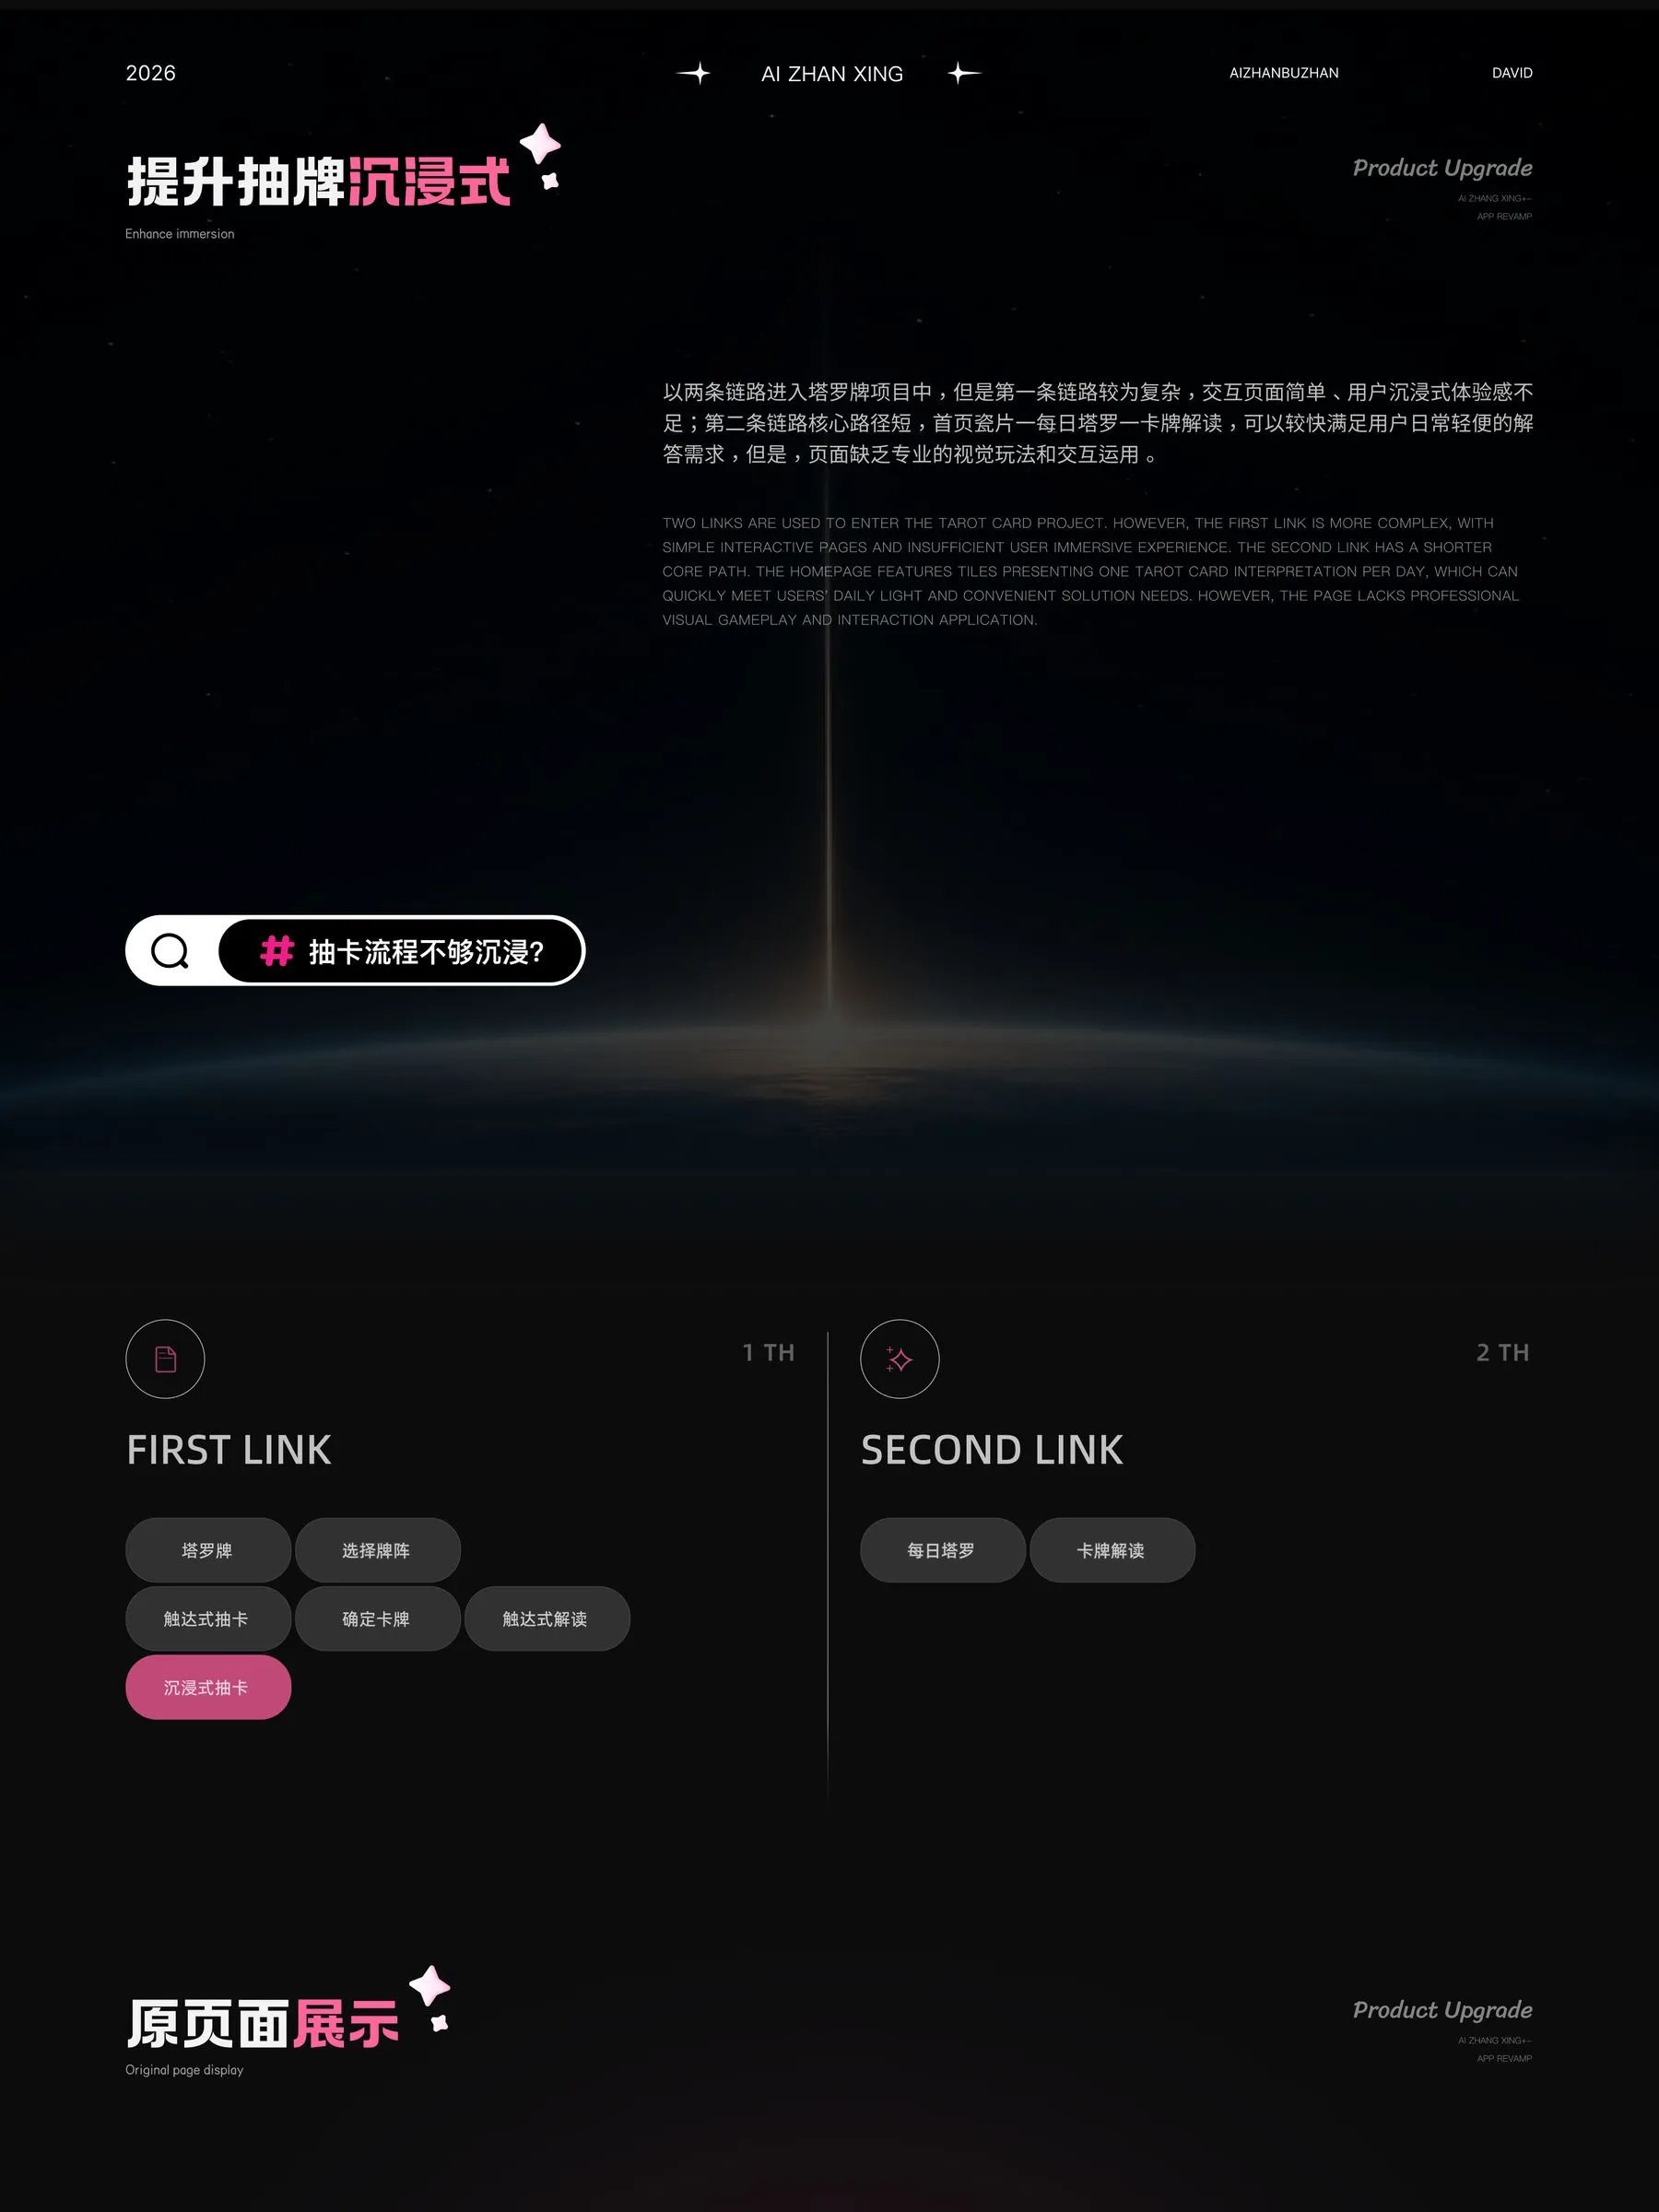 2026
AI ZHAN XING
AIZHANBUZHAN
DAVID
提升抽牌沉浸式
Enhance immersion
Product Upgrade
AI ZHANG XING+~
APP REVAMP
以两条链路进入塔罗牌项目中，但是第一条链路较为复杂，交互页面简单、用户沉浸式体验感不
足；第二条链路核心路径短，首页瓷片一每日塔罗一卡牌解读，可以较快满足用户日常轻便的解
答需求，但是，页面缺乏专业的视觉玩法和交互运用。
TWO LINKS ARE USED TO ENTER THE TAROT CARD PROJECT. HOWEVER, THE FIRST LINK IS MORE COMPLEX, WITH
SIMPLE INTERACTIVE PAGES AND INSUFFICIENT USER IMMERSIVE EXPERIENCE. THE SECOND LINK HAS A SHORTER
CORE PATH. THE HOMEPAGE FEATURES TILES PRESENTING ONE TAROT CARD INTERPRETATION PER DAY, WHICH CAN
QUICKLY MEET USERS' DAILY LIGHT AND CONVENIENT SOLUTION NEEDS. HOWEVER, THE PAGE LACKS PROFESSIONAL
VISUAL GAMEPLAY AND INTERACTION APPLICATION.
# 抽卡流程不够沉浸?
1 TH
FIRST LINK
塔罗牌 选择牌阵
触达式抽卡 确定卡牌 触达式解读
沉浸式抽卡
2 TH
SECOND LINK
每日塔罗 卡牌解读
原页面展示
Original page display
Product Upgrade
AI ZHANG XING+~
APP REVAMP